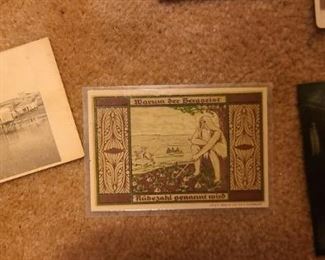 Warum der Berggeist
Rübezahl genannt wird